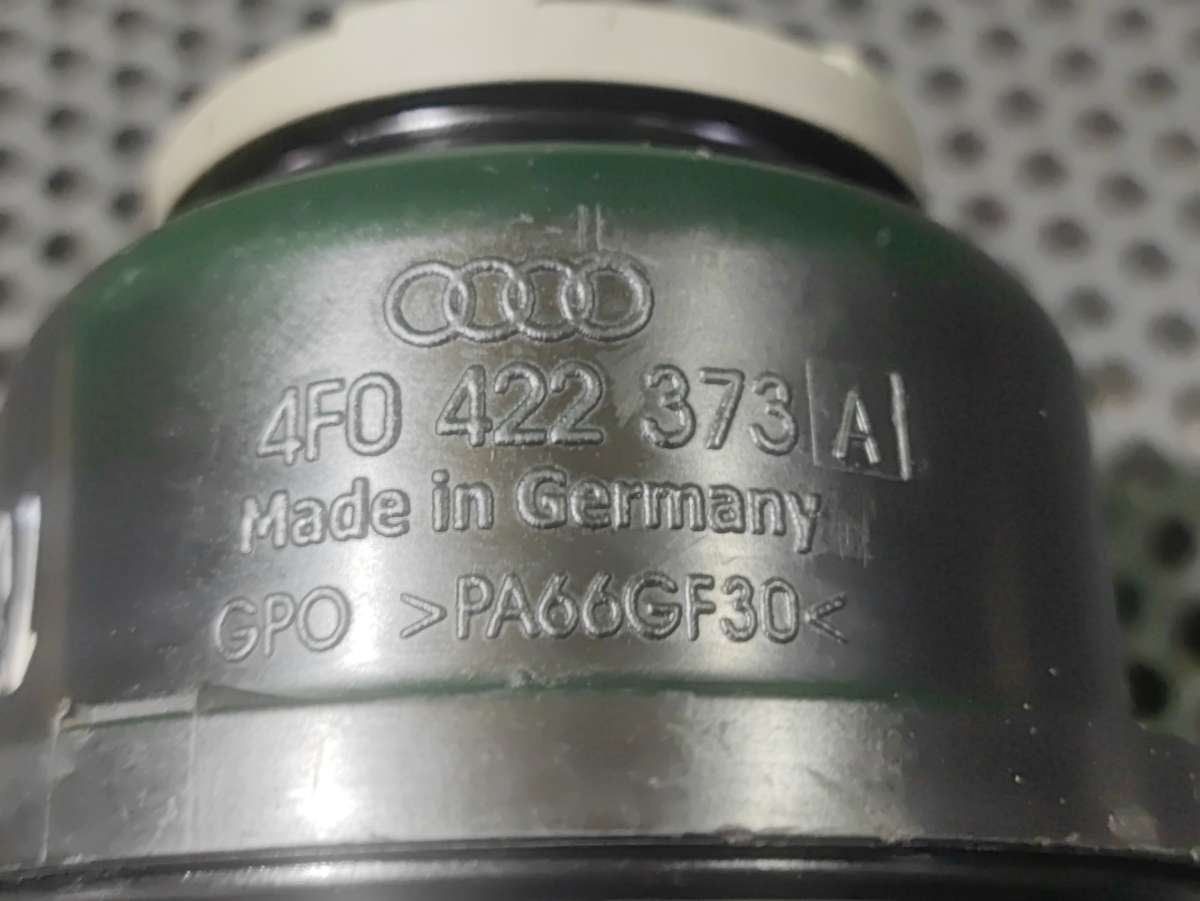 4F0 422 373 A
Made in Germany
GPO >PA66GF30<